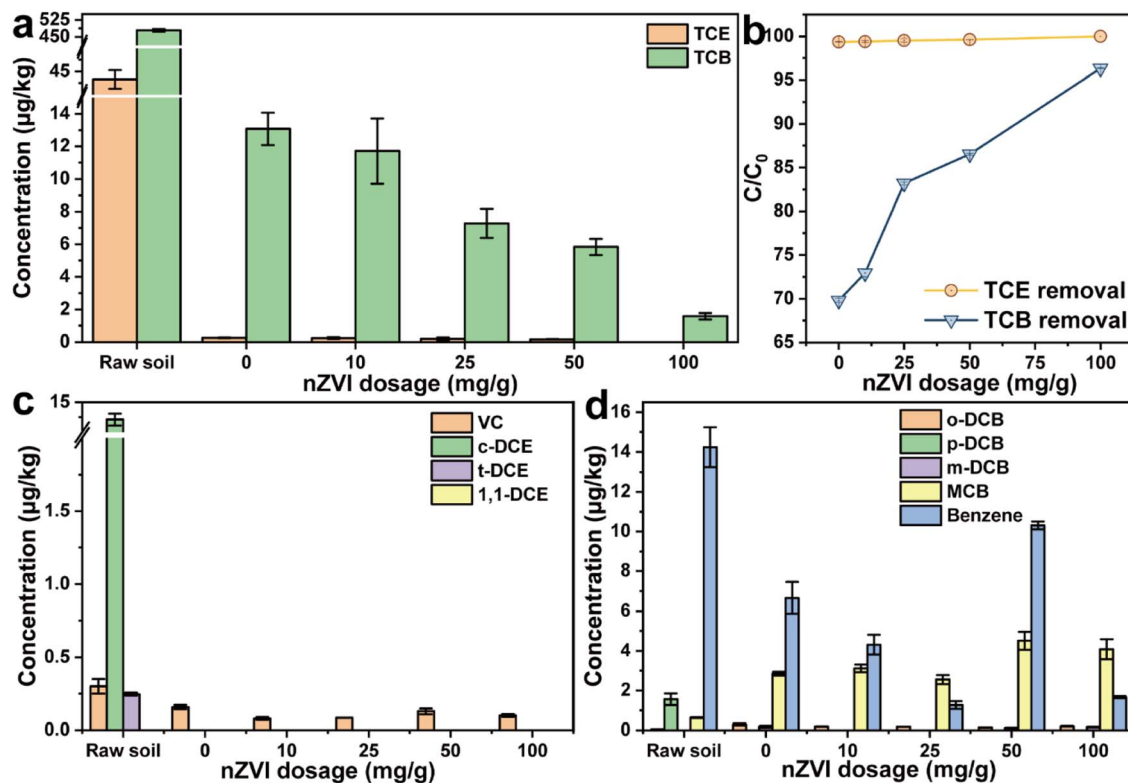 a
525
450
45
14
12
10
8
6
4
2
0
Concentration (µg/kg)
TCE
TCB
Raw soil 0 10 25 50 100
nZVI dosage (mg/g)
b
100
95
90
85
80
75
70
65
C/C0
TCE removal
TCB removal
0 25 50 75 100
nZVI dosage (mg/g)
c
15
1.5
1.0
0.5
0.0
Concentration (µg/kg)
VC
c-DCE
t-DCE
1,1-DCE
Raw soil 0 10 25 50 100
nZVI dosage (mg/g)
d
16
14
12
10
8
6
4
2
0
Concentration (µg/kg)
o-DCB
p-DCB
m-DCB
MCB
Benzene
Raw soil 0 10 25 50 100
nZVI dosage (mg/g)